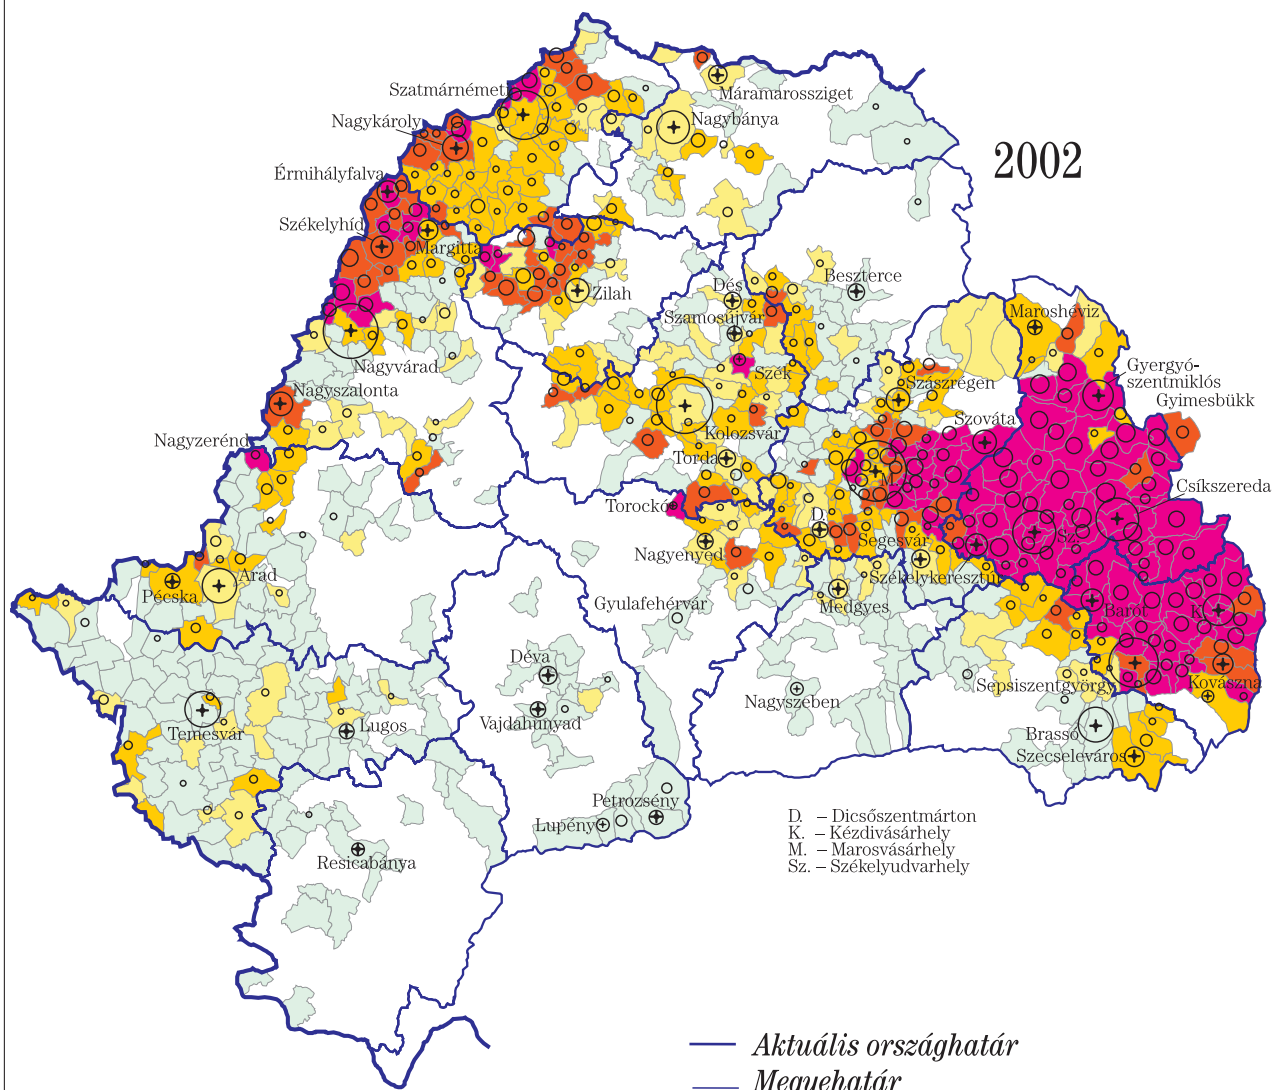 2002
Szatmárnémeti
Máramarossziget
Nagykároly
Nagybánya
Érmihályfalva
Székelyhíd
Margitta
Zilah
Dés
Beszterce
Szamosújvár
Maroshévíz
Nagyvárad
Szék
Gyergyó-
szentmiklós
Gyimesbükk
Nagyszalonta
Szászrégen
Szováta
Kolozsvár
Nagyzerénd
Torda
M.
Csíkszereda
Torockó
D.
Segesvár
Sz.
Nagyenyed
Székelykeresztúr
Arad
Pécska
Gyulafehérvár
Medgyes
Barót
K.
Déva
Sepsiszentgyörgy
Kovászna
Nagyszeben
Vajdahunyad
Temesvár
Lugos
Brassó
Szecseleváros
Petrozsény
Lupény
Resicabánya
D. – Dicsőszentmárton
K. – Kézdivásárhely
M. – Marosvásárhely
Sz. – Székelyudvarhely
Aktuális országhatár
Megyehatár